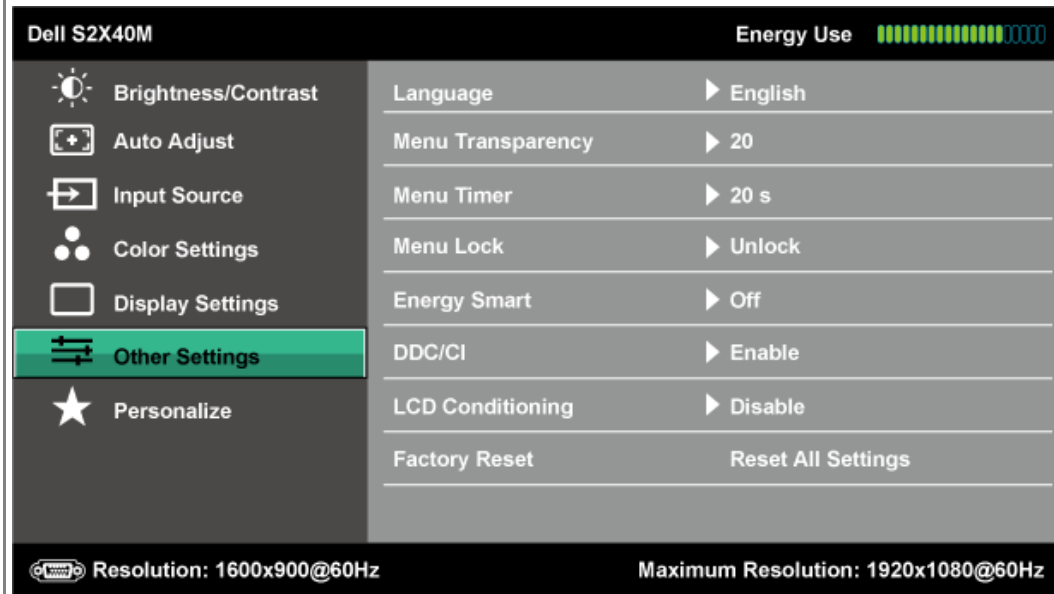 Dell S2X40M Energy Use
Brightness/Contrast Language English
Auto Adjust Menu Transparency 20
Input Source Menu Timer 20 s
Color Settings Menu Lock Unlock
Display Settings Energy Smart Off
Other Settings DDC/CI Enable
Personalize LCD Conditioning Disable
Factory Reset Reset All Settings
Resolution: 1600x900@60Hz Maximum Resolution: 1920x1080@60Hz